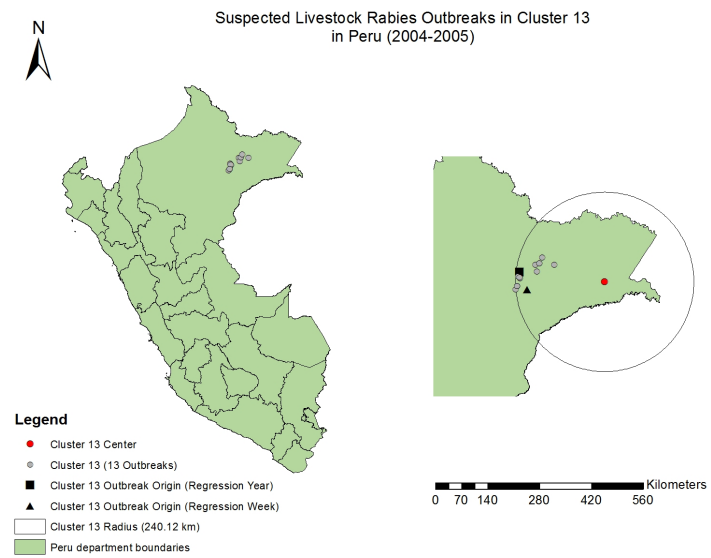 Suspected Livestock Rabies Outbreaks in Cluster 13
in Peru (2004-2005)
N
Legend
Cluster 13 Center
Cluster 13 (13 Outbreaks)
Cluster 13 Outbreak Origin (Regression Year)
Cluster 13 Outbreak Origin (Regression Week)
Cluster 13 Radius (240.12 km)
Peru department boundaries
Kilometers
0 70 140 280 420 560